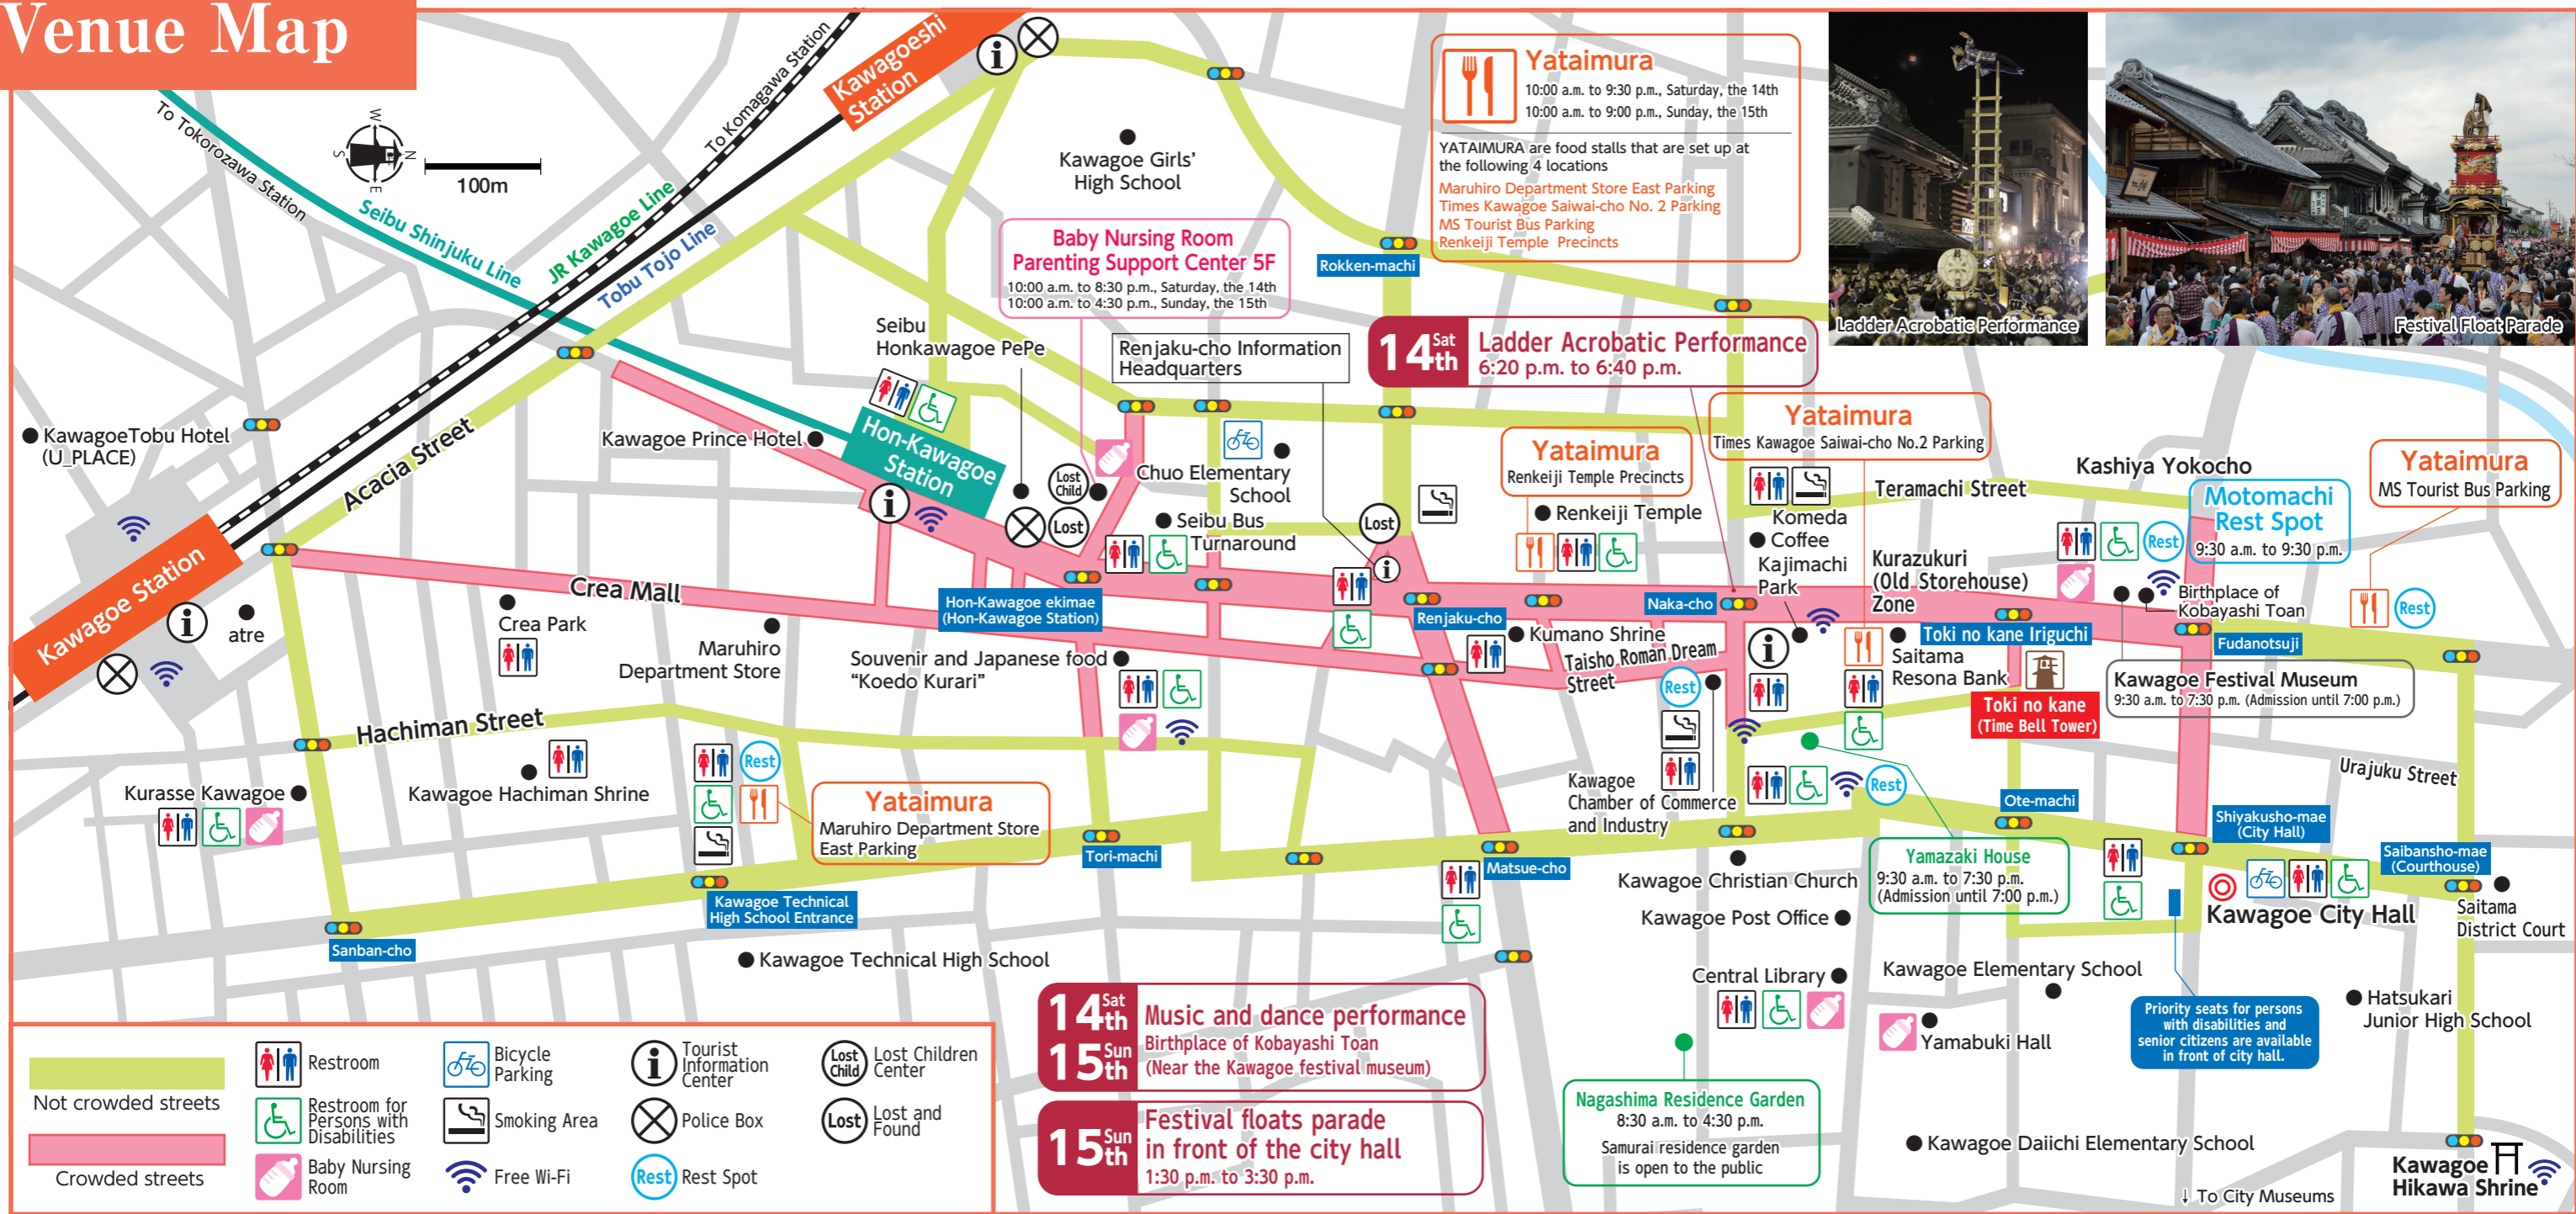 Venue Map
To Tokorozawa Station
W
S
N
E
100m
Seibu Shinjuku Line
JR Kawagoe Line
Tobu Tojo Line
To Komagawa Station
Kawagoeshi
Station
i
Kawagoe Girls'
High School
Yataimura
10:00 a.m. to 9:30 p.m., Saturday, the 14th
10:00 a.m. to 9:00 p.m., Sunday, the 15th
YATAIMURA are food stalls that are set up at
the following 4 locations
Maruhiro Department Store East Parking
Times Kawagoe Saiwai-cho No. 2 Parking
MS Tourist Bus Parking
Renkeiji Temple Precincts
Ladder Acrobatic Performance
Festival Float Parade
Baby Nursing Room
Parenting Support Center 5F
10:00 a.m. to 8:30 p.m., Saturday, the 14th
10:00 a.m. to 4:30 p.m., Sunday, the 15th
Rokken-machi
Seibu
Honkawagoe PePe
Renjaku-cho Information
Headquarters
14th Sat
Ladder Acrobatic Performance
6:20 p.m. to 6:40 p.m.
KawagoeTobu Hotel
(U_PLACE)
Acacia Street
Kawagoe Prince Hotel
Hon-Kawagoe
Station
i
Lost
Child
Lost
Chuo Elementary
School
Seibu Bus
Turnaround
Lost
i
Yataimura
Renkeiji Temple Precincts
Renkeiji Temple
Yataimura
Times Kawagoe Saiwai-cho No.2 Parking
Komeda
Coffee
Kajimachi
Park
Teramachi Street
Kashiya Yokocho
Kurazukuri
(Old Storehouse)
Zone
Rest
Motomachi
Rest Spot
9:30 a.m. to 9:30 p.m.
Yataimura
MS Tourist Bus Parking
Rest
Birthplace of
Kobayashi Toan
Kawagoe Station
i
atre
Crea Mall
Crea Park
Maruhiro
Department Store
Hon-Kawagoe ekimae
(Hon-Kawagoe Station)
Souvenir and Japanese food
"Koedo Kurari"
Renjaku-cho
Kumano Shrine
Taisho Roman Dream
Street
Naka-cho
i
Rest
Toki no kane Iriguchi
Saitama
Resona Bank
Toki no kane
(Time Bell Tower)
Fudanotsuji
Kawagoe Festival Museum
9:30 a.m. to 7:30 p.m. (Admission until 7:00 p.m.)
Hachiman Street
Kurasse Kawagoe
Kawagoe Hachiman Shrine
Rest
Yataimura
Maruhiro Department Store
East Parking
Tori-machi
Kawagoe Technical
High School Entrance
Sanban-cho
Kawagoe Technical High School
Matsue-cho
Kawagoe
Chamber of Commerce
and Industry
Rest
Kawagoe Christian Church
Kawagoe Post Office
Central Library
Yamazaki House
9:30 a.m. to 7:30 p.m.
(Admission until 7:00 p.m.)
Ote-machi
Urajuku Street
Shiyakusho-mae
(City Hall)
Saibansho-mae
(Courthouse)
Kawagoe City Hall
Saitama
District Court
Kawagoe Elementary School
Yamabuki Hall
Priority seats for persons
with disabilities and
senior citizens are available
in front of city hall.
Hatsukari
Junior High School
Nagashima Residence Garden
8:30 a.m. to 4:30 p.m.
Samurai residence garden
is open to the public
Kawagoe Daiichi Elementary School
Kawagoe
Hikawa Shrine
↓ To City Museums
14th Sat
15th Sun
Music and dance performance
Birthplace of Kobayashi Toan
(Near the Kawagoe festival museum)
15th Sun
Festival floats parade
in front of the city hall
1:30 p.m. to 3:30 p.m.
Not crowded streets
Crowded streets
Restroom
Restroom for
Persons with
Disabilities
Baby Nursing
Room
Bicycle
Parking
Smoking Area
Free Wi-Fi
i
Tourist
Information
Center
Police Box
Rest
Rest Spot
Lost
Child
Lost Children
Center
Lost
Lost and
Found